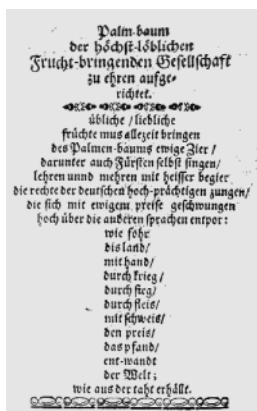 Palm-baum
der höchst-löblichen
Frucht-bringenden Gesellschaft
zu ehren aufge-
richtet.
übliche / liebliche
früchte mus allezeit bringen
des Palmen-baums ewige Zier /
darunter auch Fürsten selbst singen /
lehren unnd mehren mit heisser begier
die rechte der deutschen hoch-prächtigen zungen /
die sich mit ewigem preise geschwungen
hoch über die anderen sprachen entpor:
wie fohr
dis land /
mit hand /
durch krieg /
durch sieg /
durch fleis /
mit schweis /
den preis /
das pfand /
ent-wandt
der Welt;
wie aus der taht erhällt.